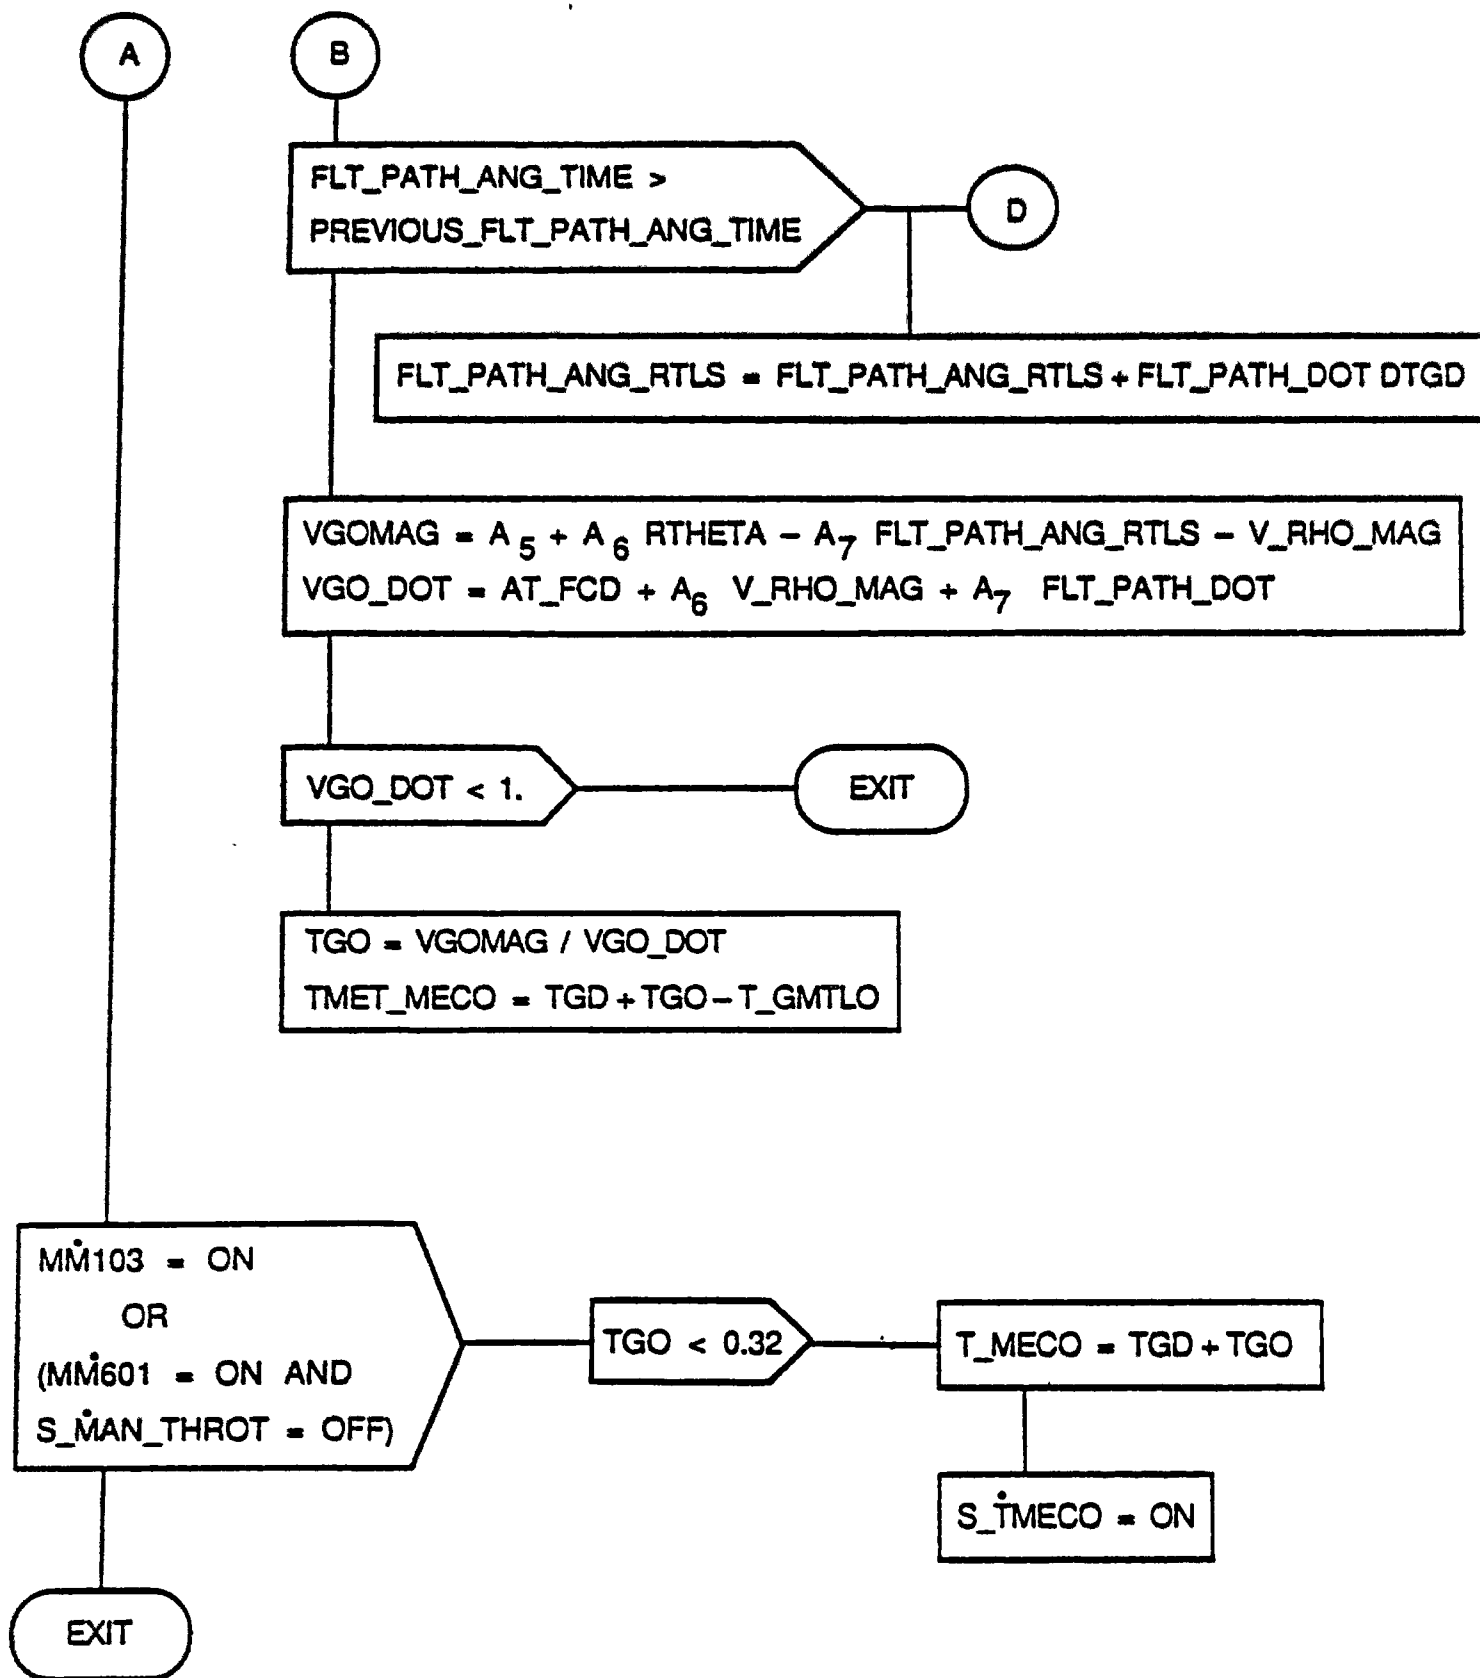 A
B
FLT_PATH_ANG_TIME >
PREVIOUS_FLT_PATH_ANG_TIME
D
FLT_PATH_ANG_RTLS = FLT_PATH_ANG_RTLS + FLT_PATH_DOT DTGD
VGOMAG = A5 + A6 RTHETA - A7 FLT_PATH_ANG_RTLS - V_RHO_MAG
VGO_DOT = AT_FCD + A6 V_RHO_MAG + A7 FLT_PATH_DOT
VGO_DOT < 1.
EXIT
TGO = VGOMAG / VGO_DOT
TMET_MECO = TGD + TGO - T_GMTLO
MṀ103 = ON
OR
(MṀ601 = ON AND
S_ṀAN_THROT = OFF)
TGO < 0.32
T_MECO = TGD + TGO
S_ṪMECO = ON
EXIT